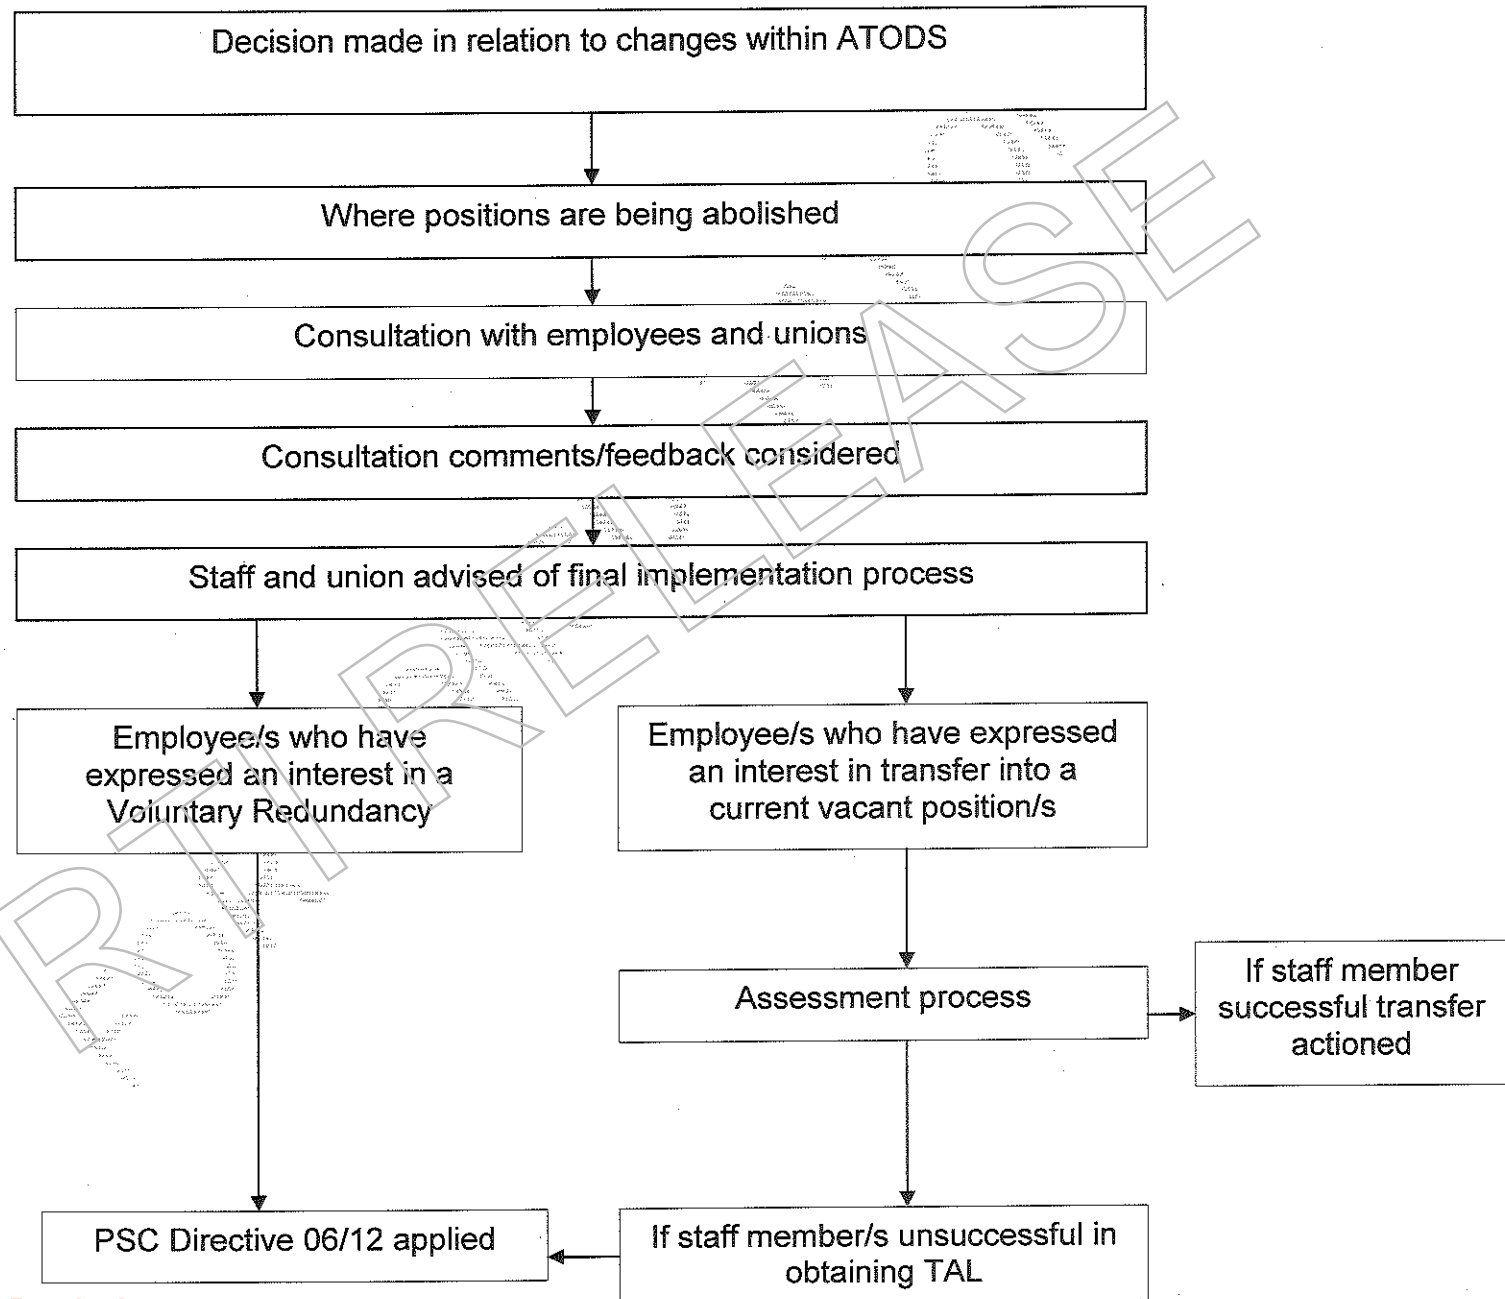 Decision made in relation to changes within ATODS
Where positions are being abolished
Consultation with employees and unions
Consultation comments/feedback considered
Staff and union advised of final implementation process
Employee/s who have
expressed an interest in a
Voluntary Redundancy
Employee/s who have expressed
an interest in transfer into a
current vacant position/s
Assessment process
If staff member
successful transfer
actioned
PSC Directive 06/12 applied
If staff member/s unsuccessful in
obtaining TAL
RTI RELEASE